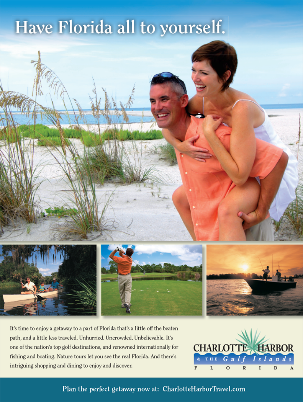 Have Florida all to yourself.
It's time to enjoy a getaway to a part of Florida that's a little off the beaten
path, and a little less traveled. Unhurried. Uncrowded. Unbelievable. It's
one of the nation's top golf destinations, and renowned internationally for
fishing and boating. Nature tours let you see the real Florida. And there's
intriguing shopping and dining to enjoy and discover.
CHARLOTTE HARBOR
& THE Gulf Islands
FLORIDA
Plan the perfect getaway now at: CharlotteHarborTravel.com